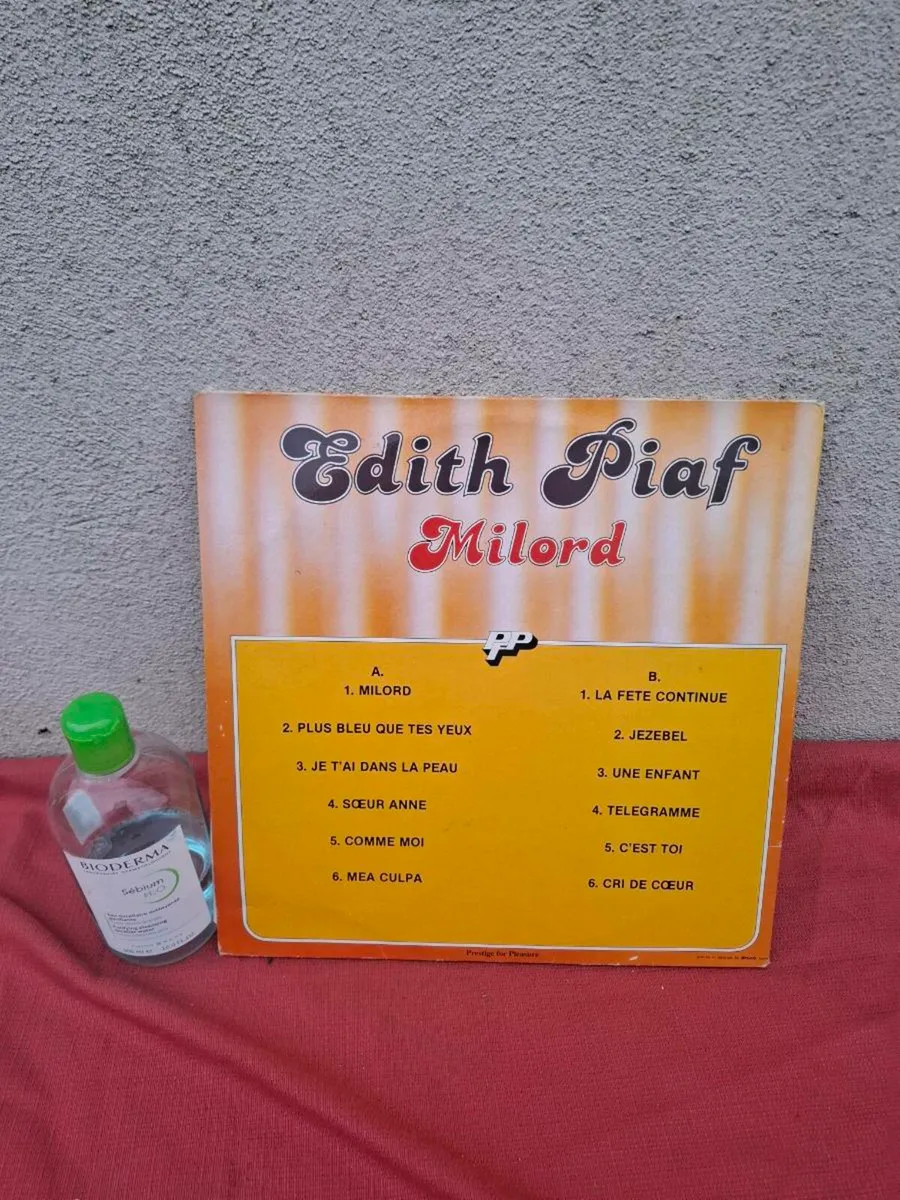 Edith Piaf
Milord
PFP
A.
1. MILORD
2. PLUS BLEU QUE TES YEUX
3. JE T'AI DANS LA PEAU
4. SŒUR ANNE
5. COMME MOI
6. MEA CULPA
B.
1. LA FETE CONTINUE
2. JEZEBEL
3. UNE ENFANT
4. TELEGRAMME
5. C'EST TOI
6. CRI DE CŒUR
Prestige for Pleasure
BIODERMA
Sébium
H₂O